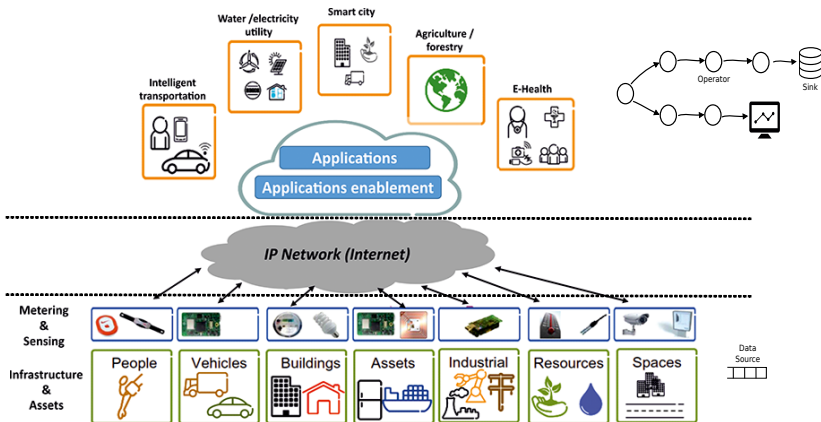 Water /electricity
utility
Smart city
Agriculture /
forestry
Intelligent
transportation
E-Health
Operator
Sink
Applications
Applications enablement
IP Network (Internet)
Metering
&
Sensing
People
Vehicles
Buildings
Assets
Industrial
Resources
Spaces
Infrastructure
&
Assets
Data
Source